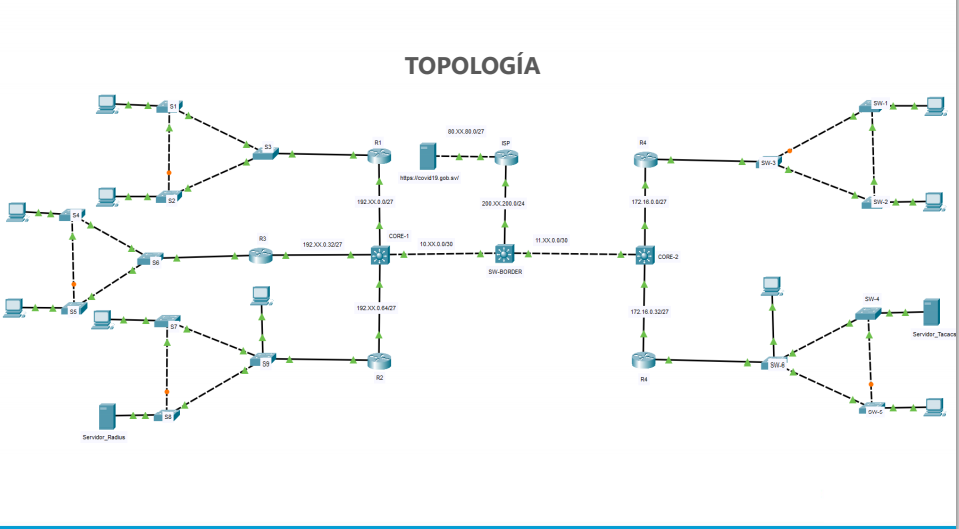 TOPOLOGÍA
S1
SW-1
80.XX.80.0/27
R1
ISP
R4
S3
SW-3
https://covid19.gob.sv/
S2
192.XX.0.0/27
200.XX.200.0/24
172.16.0.0/27
SW-2
S4
CORE-1
R3
192.XX.0.32/27
10.XX.0.0/30
11.XX.0.0/30
CORE-2
S6
SW-BORDER
S5
192.XX.0.64/27
172.16.0.32/27
SW-4
S7
Servidor_Tacacs
S9
SW-6
R2
R4
S8
SW-5
Servidor_Radius